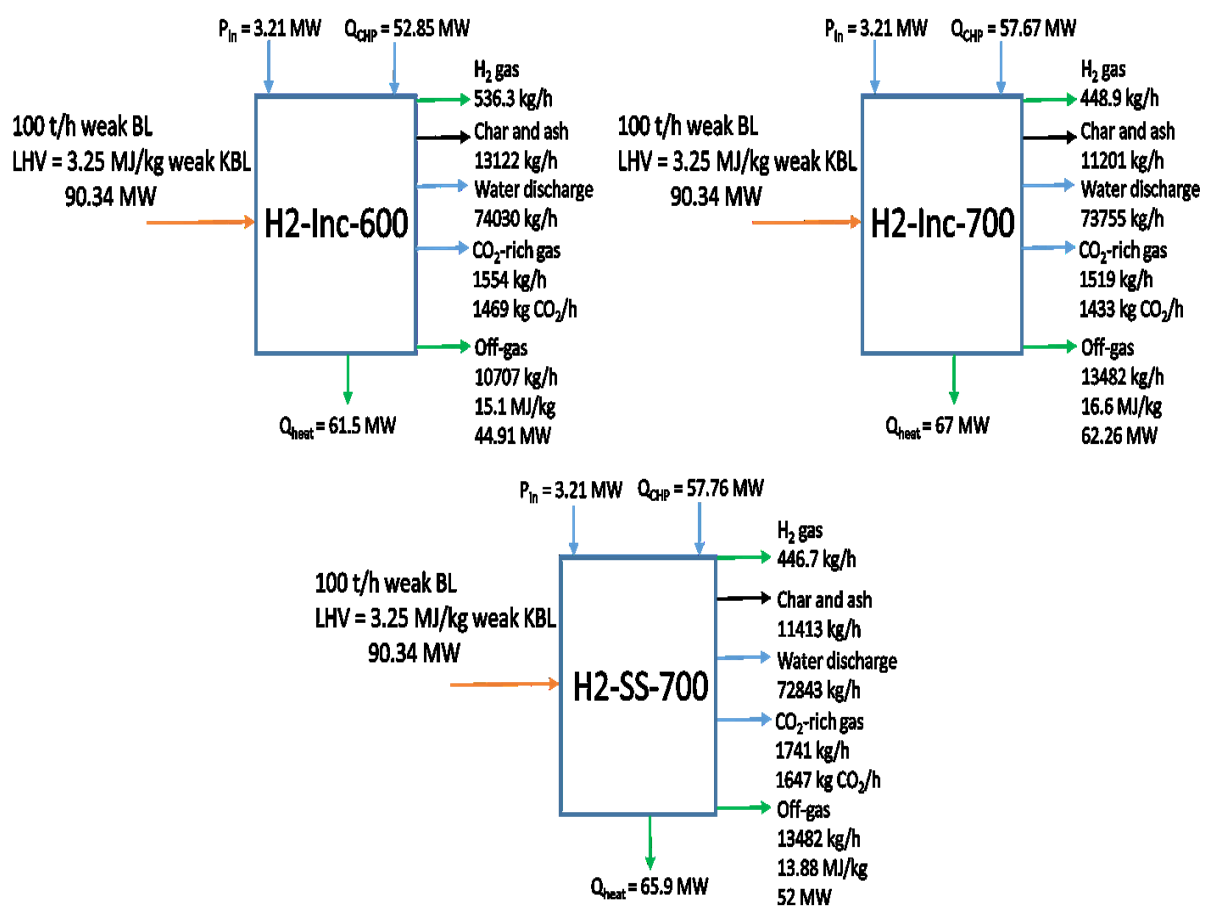 P_in = 3.21 MW Q_CHP = 52.85 MW
100 t/h weak BL
LHV = 3.25 MJ/kg weak KBL
90.34 MW
H2-Inc-600
H₂ gas
536.3 kg/h
Char and ash
13122 kg/h
Water discharge
74030 kg/h
CO₂-rich gas
1554 kg/h
1469 kg CO₂/h
Off-gas
10707 kg/h
15.1 MJ/kg
44.91 MW
Q_heat = 61.5 MW
P_in = 3.21 MW Q_CHP = 57.67 MW
100 t/h weak BL
LHV = 3.25 MJ/kg weak KBL
90.34 MW
H2-Inc-700
H₂ gas
448.9 kg/h
Char and ash
11201 kg/h
Water discharge
73755 kg/h
CO₂-rich gas
1519 kg/h
1433 kg CO₂/h
Off-gas
13482 kg/h
16.6 MJ/kg
62.26 MW
Q_heat = 67 MW
P_in = 3.21 MW Q_CHP = 57.76 MW
100 t/h weak BL
LHV = 3.25 MJ/kg weak KBL
90.34 MW
H2-SS-700
H₂ gas
446.7 kg/h
Char and ash
11413 kg/h
Water discharge
72843 kg/h
CO₂-rich gas
1741 kg/h
1647 kg CO₂/h
Off-gas
13482 kg/h
13.88 MJ/kg
52 MW
Q_heat = 65.9 MW